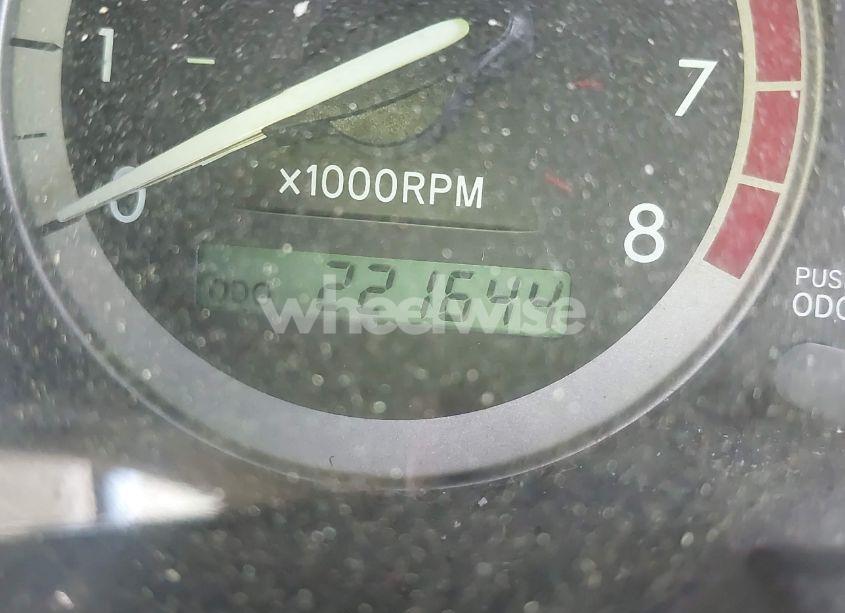 1
7
0
x1000RPM
8
ODO 221644
wheelwise
PUS
ODO